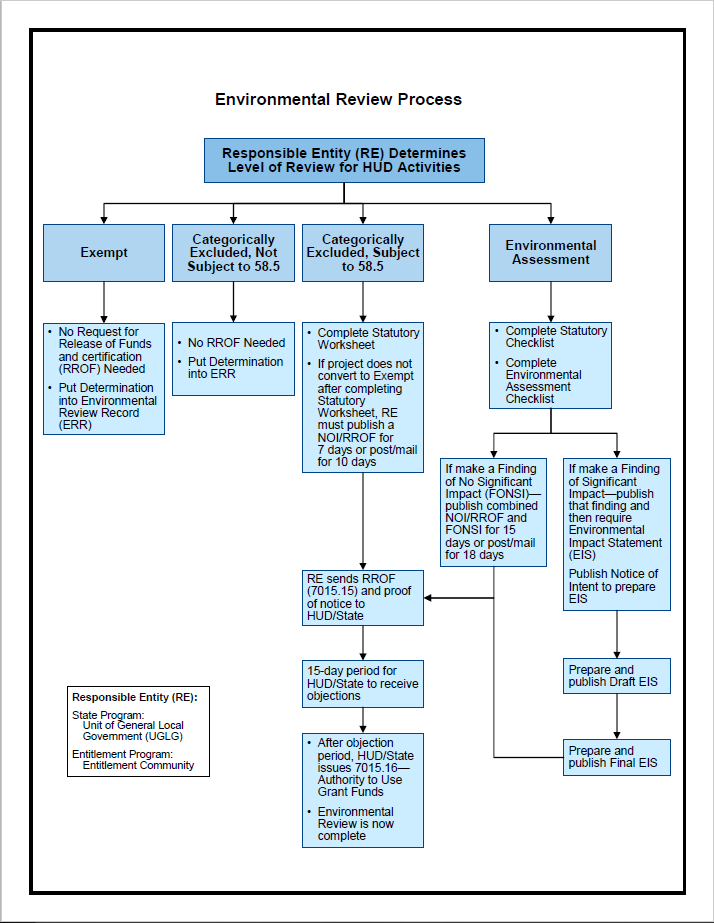 Environmental Review Process
Responsible Entity (RE) Determines
Level of Review for HUD Activities
Exempt
Categorically
Excluded, Not
Subject to 58.5
Categorically
Excluded, Subject
to 58.5
Environmental
Assessment
• No Request for
Release of Funds
and certification
(RROF) Needed
• Put Determination
into Environmental
Review Record
(ERR)
• No RROF Needed
• Put Determination
into ERR
• Complete Statutory
Worksheet
• If project does not
convert to Exempt
after completing
Statutory
Worksheet, RE
must publish a
NOI/RROF for
7 days or post/mail
for 10 days
• Complete Statutory
Checklist
• Complete
Environmental
Assessment
Checklist
If make a Finding
of No Significant
Impact (FONSI)—
publish combined
NOI/RROF and
FONSI for 15
days or post/mail
for 18 days
If make a Finding
of Significant
Impact—publish
that finding and
then require
Environmental
Impact Statement
(EIS)
Publish Notice of
Intent to prepare
EIS
RE sends RROF
(7015.15) and proof
of notice to
HUD/State
15-day period for
HUD/State to receive
objections
Prepare and
publish Draft EIS
Prepare and
publish Final EIS
• After objection
period, HUD/State
issues 7015.16—
Authority to Use
Grant Funds
• Environmental
Review is now
complete
Responsible Entity (RE):
State Program:
Unit of General Local
Government (UGLG)
Entitlement Program:
Entitlement Community